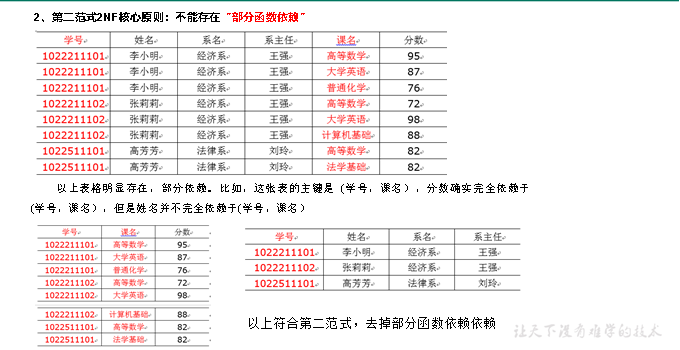 2、第二范式2NF核心原则：不能存在 "部分函数依赖"
学号 姓名 系名 系主任 课名 分数
1022211101 李小明 经济系 王强 高等数学 95
1022211101 李小明 经济系 王强 大学英语 87
1022211101 李小明 经济系 王强 普通化学 76
1022211102 张莉莉 经济系 王强 高等数学 72
1022211102 张莉莉 经济系 王强 大学英语 98
1022211102 张莉莉 经济系 王强 计算机基础 88
1022511101 高芳芳 法律系 刘玲 高等数学 82
1022511101 高芳芳 法律系 刘玲 法学基础 82
以上表格明显存在，部分依赖。比如，这张表的主键是 (学号，课名)，分数确实完全依赖于
(学号，课名)，但是姓名并不完全依赖于(学号，课名)
学号 课名 分数
1022211101 高等数学 95
1022211101 大学英语 87
1022211101 普通化学 76
1022211102 高等数学 72
1022211102 大学英语 98
1022211102 计算机基础 88
1022511101 高等数学 82
1022511101 法学基础 82
学号 姓名 系名 系主任
1022211101 李小明 经济系 王强
1022211102 张莉莉 经济系 王强
1022511101 高芳芳 法律系 刘玲
以上符合第二范式，去掉部分函数依赖依赖
让天下没有难学的技术